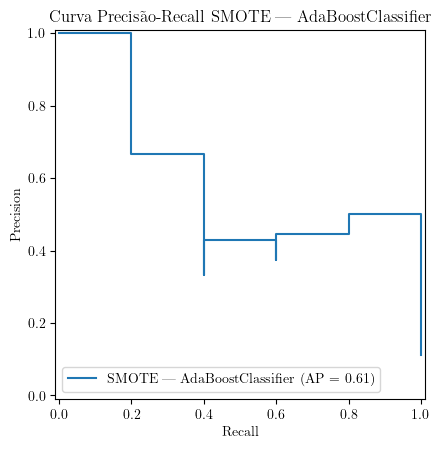 Curva Precisão-Recall SMOTE — AdaBoostClassifier
1.0
0.8
0.6
0.4
0.2
0.0
Precision
SMOTE — AdaBoostClassifier (AP = 0.61)
0.0 0.2 0.4 0.6 0.8 1.0
Recall